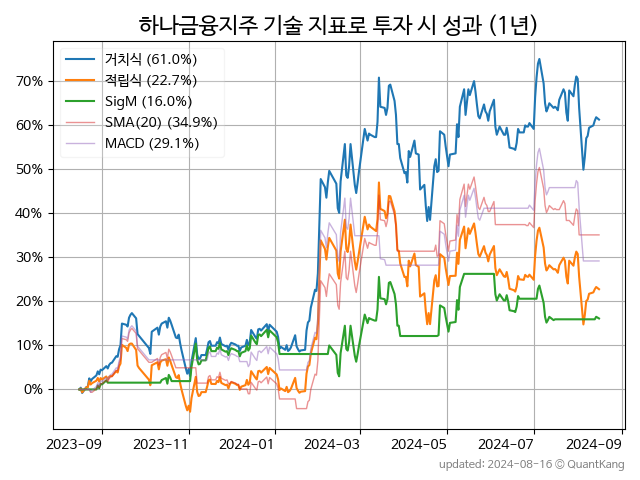 하나금융지주 기술 지표로 투자 시 성과 (1년)
거치식 (61.0%)
적립식 (22.7%)
SigM (16.0%)
SMA(20) (34.9%)
MACD (29.1%)
70%
60%
50%
40%
30%
20%
10%
0%
2023-09 2023-11 2024-01 2024-03 2024-05 2024-07 2024-09
updated: 2024-08-16 © QuantKang